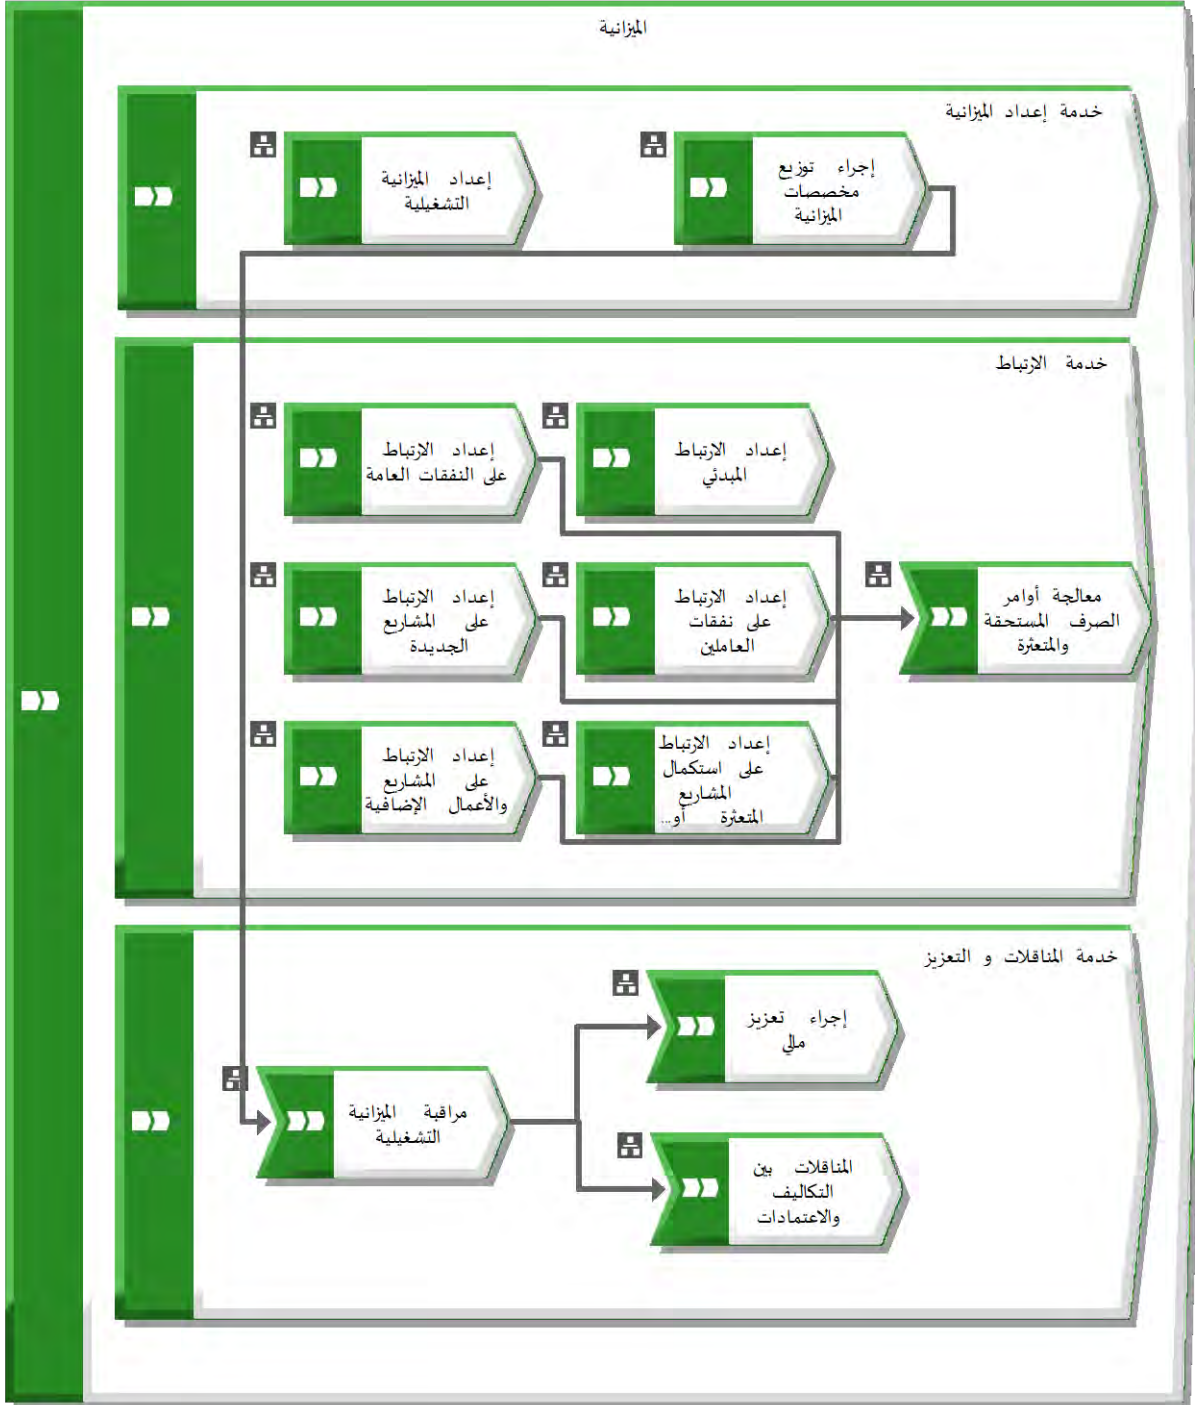 الميزانية
خدمة إعداد الميزانية
إجراء توزيع
مخصصات
الميزانية
إعداد الميزانية
التشغيلية
خدمة الارتباط
إعداد الارتباط
المبدئي
إعداد الارتباط
على النفقات العامة
معالجة أوامر
الصرف المستحقة
والمتعثرة
إعداد الارتباط
على نفقات
العاملين
إعداد الارتباط
على المشاريع
الجديدة
إعداد الارتباط
على استكمال
المشاريع
المتعثرة أو...
إعداد الارتباط
على المشاريع
والأعمال الإضافية
خدمة المناقلات و التعزيز
إجراء تعزيز
مالي
مراقبة الميزانية
التشغيلية
المناقلات بين
التكاليف
والاعتمادات